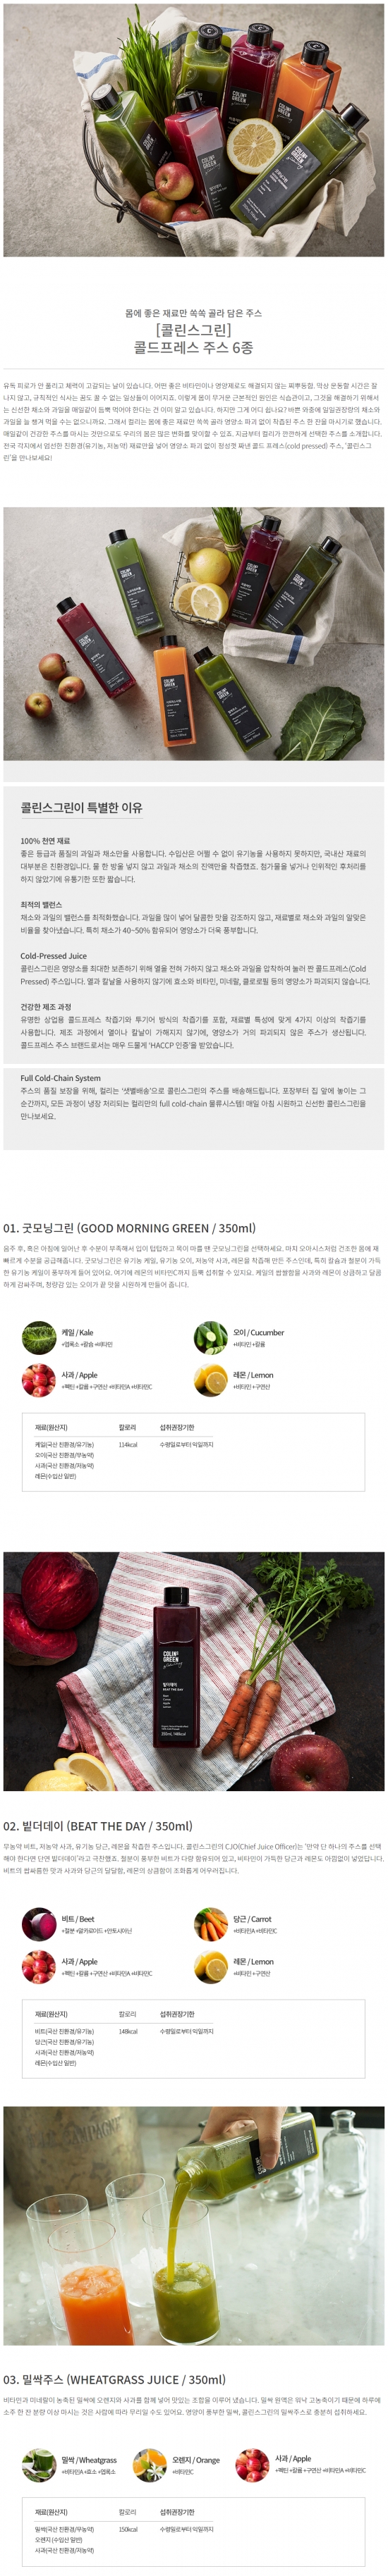 COLIN'S
GREEN
몸에 좋은 재료만 쏙쏙 골라 담은 주스
[콜린스그린]
콜드프레스 주스 6종
유독 피로가 안 풀리고 체력이 고갈되는 날이 있습니다. 어떤 좋은 비타민이나 영양제로도 해결되지 않는 찌뿌둥함. 막상 운동할 시간은 잘
나지 않고, 규칙적인 식사는 꿈도 꿀 수 없는 일상들이 이어지죠. 이렇게 몸이 무거운 근본적인 원인은 식습관이고, 그것을 해결하기 위해서
는 신선한 채소와 과일을 매일같이 듬뿍 먹어야 한다는 건 이미 알고 있습니다. 하지만 그게 어디 쉽나요? 바쁜 와중에 일일권장량의 채소와
과일을 늘 챙겨 먹을 수는 없으니까요. 그래서 컬리는 몸에 좋은 재료만 쏙쏙 골라 영양소 파괴 없이 착즙된 주스 한 잔을 마시기로 했습니다.
매일같이 건강한 주스를 마시는 것만으로도 우리의 몸은 많은 변화를 맞이할 수 있죠. 지금부터 컬리가 깐깐하게 선택한 주스를 소개합니다.
전국 각지에서 엄선한 친환경(유기농, 저농약) 재료만을 넣어 영양소 파괴 없이 정성껏 짜낸 콜드 프레스(cold pressed) 주스, '콜린스그
린'을 만나보세요!
콜린스그린이 특별한 이유
100% 천연 재료
좋은 등급과 품질의 과일과 채소만을 사용합니다. 수입산은 어쩔 수 없이 유기농을 사용하지 못하지만, 국내산 재료의
대부분은 친환경입니다. 물 한 방울 넣지 않고 과일과 채소의 진액만을 착즙했죠. 첨가물을 넣거나 인위적인 후처리를
하지 않았기에 유통기한 또한 짧습니다.
최적의 밸런스
채소와 과일의 밸런스를 최적화했습니다. 과일을 많이 넣어 달콤한 맛을 강조하지 않고, 재료별로 채소와 과일의 알맞은
비율을 찾아냈습니다. 특히 채소가 40~50% 함유되어 영양소가 더욱 풍부합니다.
Cold-Pressed Juice
콜린스그린은 영양소를 최대한 보존하기 위해 열을 전혀 가하지 않고 채소와 과일을 압착하여 눌러 짠 콜드프레스(Cold
Pressed) 주스입니다. 열과 칼날을 사용하지 않기에 효소와 비타민, 미네랄, 클로로필 등의 영양소가 파괴되지 않습니다.
건강한 제조 과정
유명한 상업용 콜드프레스 착즙기와 투기어 방식의 착즙기를 포함, 재료별 특성에 맞게 4가지 이상의 착즙기를
사용합니다. 제조 과정에서 열이나 칼날이 가해지지 않기에, 영양소가 거의 파괴되지 않은 주스가 생산됩니다.
콜드프레스 주스 브랜드로서는 매우 드물게 'HACCP 인증'을 받았습니다.
Full Cold-Chain System
주스의 품질 보장을 위해, 컬리는 '샛별배송'으로 콜린스그린의 주스를 배송해드립니다. 포장부터 집 앞에 놓이는 그
순간까지, 모든 과정이 냉장 처리되는 컬리만의 full cold-chain 물류시스템! 매일 아침 시원하고 신선한 콜린스그린을
만나보세요.
01. 굿모닝그린 (GOOD MORNING GREEN / 350ml)
음주 후, 혹은 아침에 일어난 후 수분이 부족해서 입이 텁텁하고 목이 마를 땐 굿모닝그린을 선택하세요. 마치 오아시스처럼 건조한 몸에 재
빠르게 수분을 공급해줍니다. 굿모닝그린은 유기농 케일, 유기농 오이, 저농약 사과, 레몬을 착즙해 만든 주스인데, 특히 칼슘과 철분이 가득
한 유기농 케일이 풍부하게 들어 있어요. 여기에 레몬의 비타민C까지 듬뿍 섭취할 수 있지요. 케일의 쌉쌀함을 사과와 레몬이 상큼하고 달콤
하게 감싸주며, 청량감 있는 오이가 끝 맛을 시원하게 만들어 줍니다.
케일 / Kale
+엽록소 +칼슘 +비타민
오이 / Cucumber
+비타민 +칼륨
사과 / Apple
+펙틴 +칼륨 +구연산 +비타민A +비타민C
레몬 / Lemon
+비타민 +구연산
재료(원산지) 칼로리 섭취권장기한
케일(국산 친환경/유기농) 114kcal 수령일로부터 익일까지
오이(국산 친환경/무농약)
사과(국산 친환경/저농약)
레몬(수입산 일반)
COLIN'S
GREEN
빝더데이
BEAT THE DAY
02. 빝더데이 (BEAT THE DAY / 350ml)
무농약 비트, 저농약 사과, 유기농 당근, 레몬을 착즙한 주스입니다. 콜린스그린의 CJO(Chief Juice Officer)는 '만약 단 하나의 주스를 선택
해야 한다면 단연 빝더데이'라고 극찬했죠. 철분이 풍부한 비트가 다량 함유되어 있고, 비타민이 가득한 당근과 레몬도 아낌없이 넣었답니다.
비트의 쌉싸름한 맛과 사과와 당근의 달달함, 레몬의 상큼함이 조화롭게 어우러집니다.
비트 / Beet
+철분 +알카로이드 +안토시아닌
당근 / Carrot
+비타민A +비타민C
사과 / Apple
+펙틴 +칼륨 +구연산 +비타민A +비타민C
레몬 / Lemon
+비타민 +구연산
재료(원산지) 칼로리 섭취권장기한
비트(국산 친환경/유기농) 148kcal 수령일로부터 익일까지
당근(국산 친환경/유기농)
사과(국산 친환경/저농약)
레몬(수입산 일반)
03. 밀싹주스 (WHEATGRASS JUICE / 350ml)
비타민과 미네랄이 농축된 밀싹에 오렌지와 사과를 함께 넣어 맛있는 조합을 이루어 냈습니다. 밀싹 원액은 워낙 고농축이기 때문에 하루에
소주 한 잔 분량 이상 마시는 것은 사람에 따라 무리일 수도 있어요. 영양이 풍부한 밀싹, 콜린스그린의 밀싹주스로 충분히 섭취하세요.
밀싹 / Wheatgrass
+비타민A +효소 +엽록소
오렌지 / Orange
+비타민C
사과 / Apple
+펙틴 +칼륨 +구연산 +비타민A +비타민C
재료(원산지) 칼로리 섭취권장기한
밀싹(국산 친환경/무농약) 150kcal 수령일로부터 익일까지
오렌지 (수입산 일반)
사과(국산 친환경/저농약)